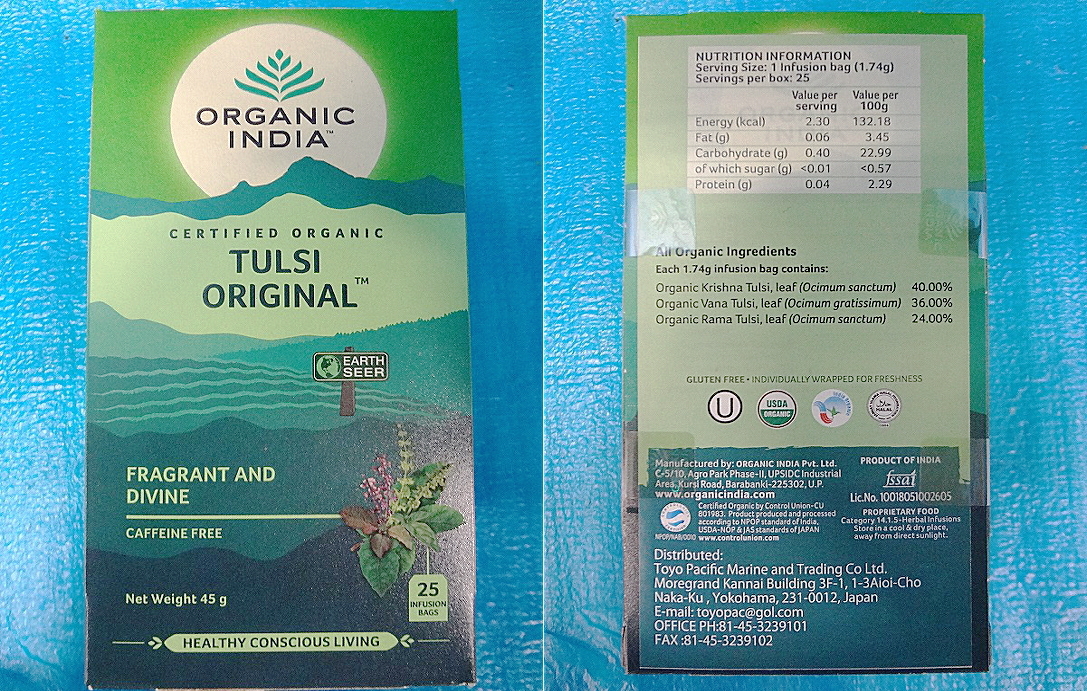 ORGANIC
INDIA™
CERTIFIED ORGANIC
TULSI
ORIGINAL™
EARTH
SEER
FRAGRANT AND
DIVINE
CAFFEINE FREE
25
INFUSION
BAGS
Net Weight 45 g
HEALTHY CONSCIOUS LIVING
NUTRITION INFORMATION
Serving Size: 1 Infusion bag (1.74g)
Servings per box: 25
Value per serving Value per 100g
Energy (kcal) 2.30 132.18
Fat (g) 0.06 3.45
Carbohydrate (g) 0.40 22.99
of which sugar (g) <0.01 <0.57
Protein (g) 0.04 2.29
All Organic Ingredients
Each 1.74g infusion bag contains:
Organic Krishna Tulsi, leaf (Ocimum sanctum) 40.00%
Organic Vana Tulsi, leaf (Ocimum gratissimum) 36.00%
Organic Rama Tulsi, leaf (Ocimum sanctum) 24.00%
GLUTEN FREE • INDIVIDUALLY WRAPPED FOR FRESHNESS
U
USDA
ORGANIC
HALAL
Manufactured by: ORGANIC INDIA Pvt. Ltd.
C-5/10, Agro Park Phase-II, UPSIDC Industrial
Area, Kursi Road, Barabanki-225302, U.P.
www.organicindia.com
Certified Organic by Control Union-CU
801983. Product produced and processed
according to NPOP standard of India,
USDA-NOP & JAS standards of JAPAN
www.controlunion.com
PRODUCT OF INDIA
fssai
Lic.No. 10018051002605
PROPRIETARY FOOD
Category 14.1.5-Herbal Infusions
Store in a cool & dry place,
away from direct sunlight.
Distributed:
Toyo Pacific Marine and Trading Co Ltd.
Moregrand Kannai Building 3F-1, 1-3Aioi-Cho
Naka-Ku , Yokohama, 231-0012, Japan
E-mail: toyopac@gol.com
OFFICE PH:81-45-3239101
FAX :81-45-3239102